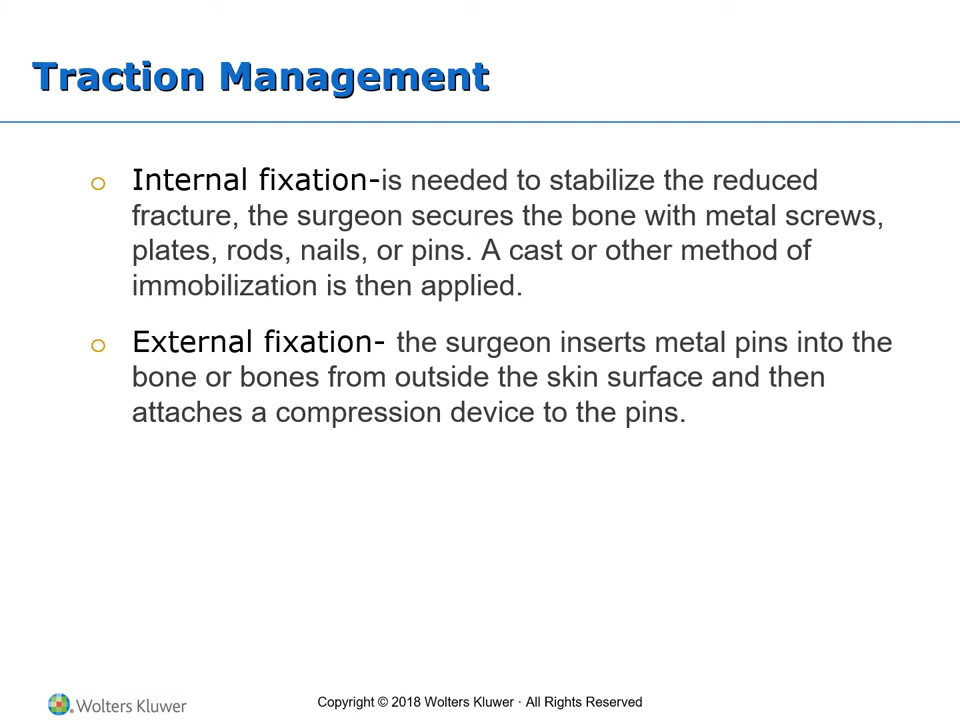 Traction Management
o Internal fixation-is needed to stabilize the reduced
fracture, the surgeon secures the bone with metal screws,
plates, rods, nails, or pins. A cast or other method of
immobilization is then applied.
o External fixation- the surgeon inserts metal pins into the
bone or bones from outside the skin surface and then
attaches a compression device to the pins.
Wolters Kluwer
Copyright © 2018 Wolters Kluwer · All Rights Reserved